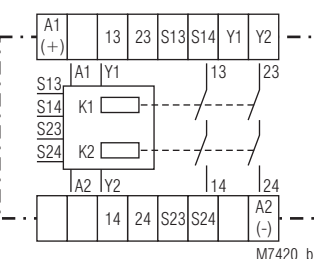 A1 (+) 13 23 S13 S14 Y1 Y2
A1 Y1 13 23
S13
S14 K1
S23
S24 K2
A2 Y2 14 24
14 24 S23 S24 A2 (-)
M7420_b